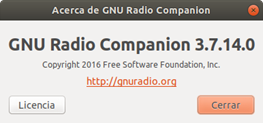 Acerca de GNU Radio Companion
GNU Radio Companion 3.7.14.0
Copyright 2016 Free Software Foundation, Inc.
http://gnuradio.org
Licencia Cerrar